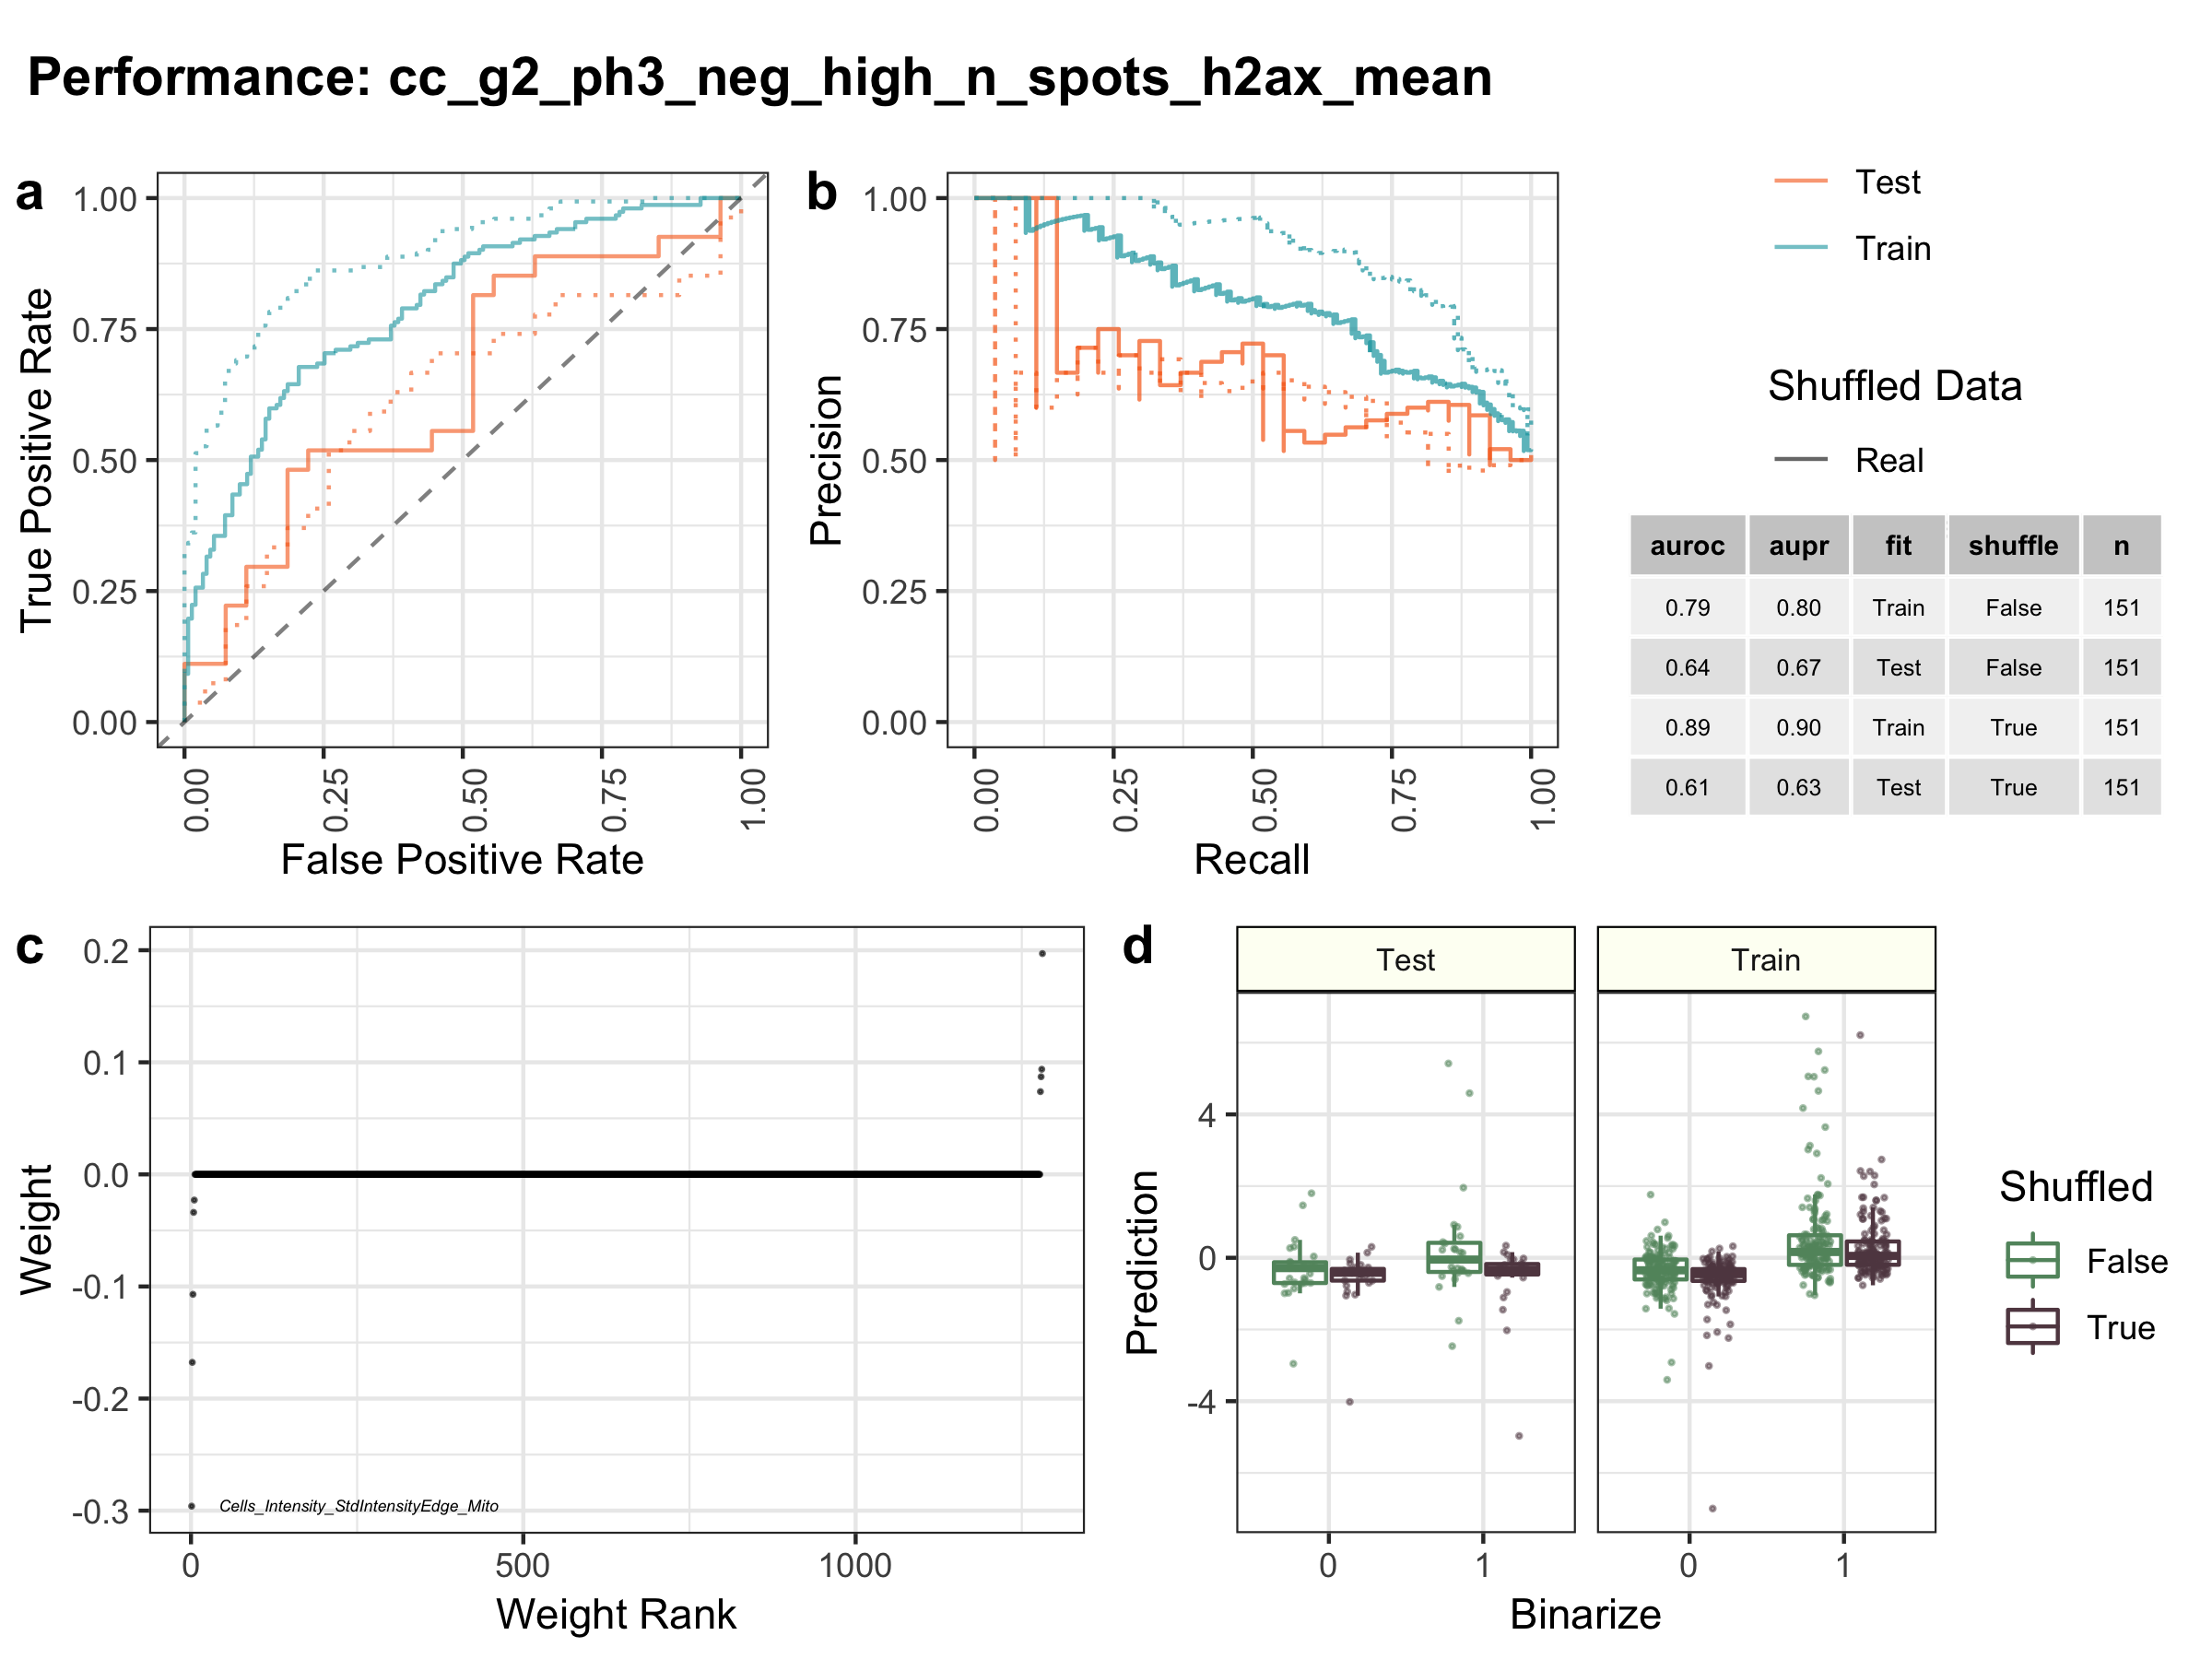 Performance: cc_g2_ph3_neg_high_n_spots_h2ax_mean
a
1.00
0.75
0.50
0.25
0.00
True Positive Rate
0.00
0.25
0.50
0.75
1.00
False Positive Rate
b
1.00
0.75
0.50
0.25
0.00
Precision
0.00
0.25
0.50
0.75
1.00
Recall
Test
Train
Shuffled Data
Real
auroc aupr fit shuffle n
0.79 0.80 Train False 151
0.64 0.67 Test False 151
0.89 0.90 Train True 151
0.61 0.63 Test True 151
c
0.2
0.1
0.0
-0.1
-0.2
-0.3
Weight
Cells_Intensity_StdIntensityEdge_Mito
0
500
1000
Weight Rank
d
Test
Train
4
0
-4
Prediction
0
1
0
1
Binarize
Shuffled
False
True